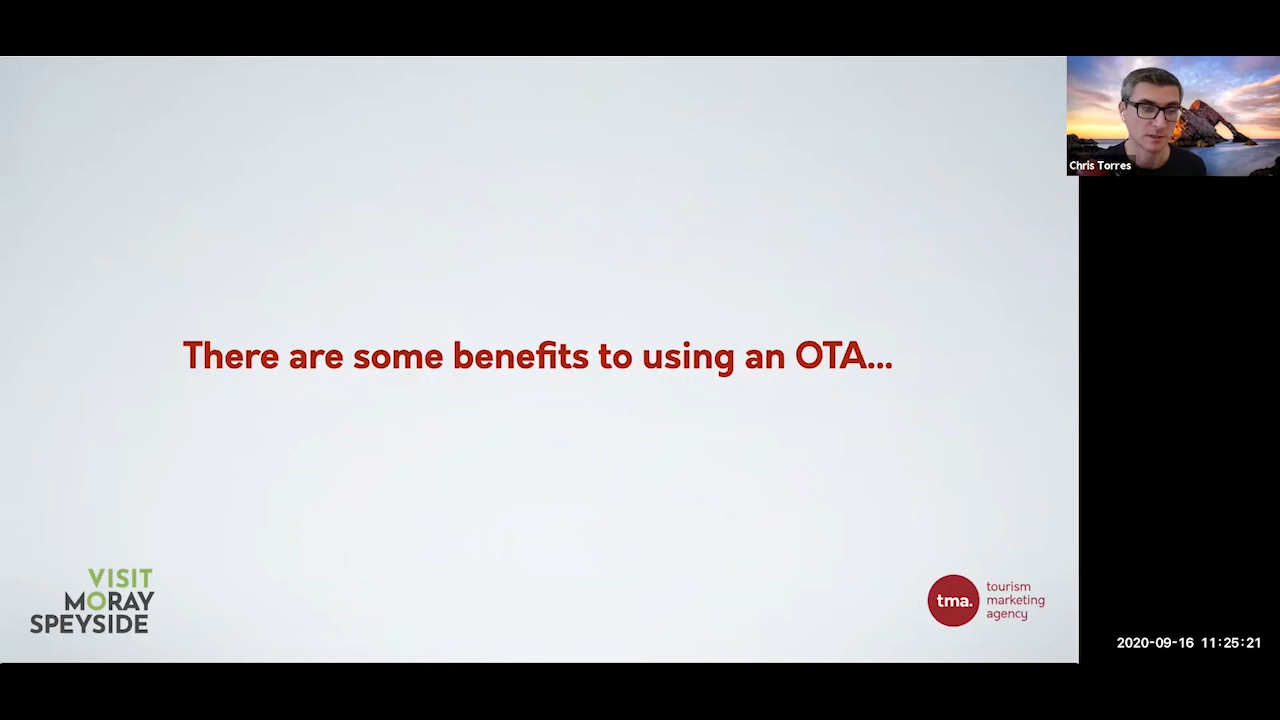 Chris Torres
There are some benefits to using an OTA...
VISIT
MORAY
SPEYSIDE
tma.
tourism
marketing
agency
2020-09-16 11:25:21